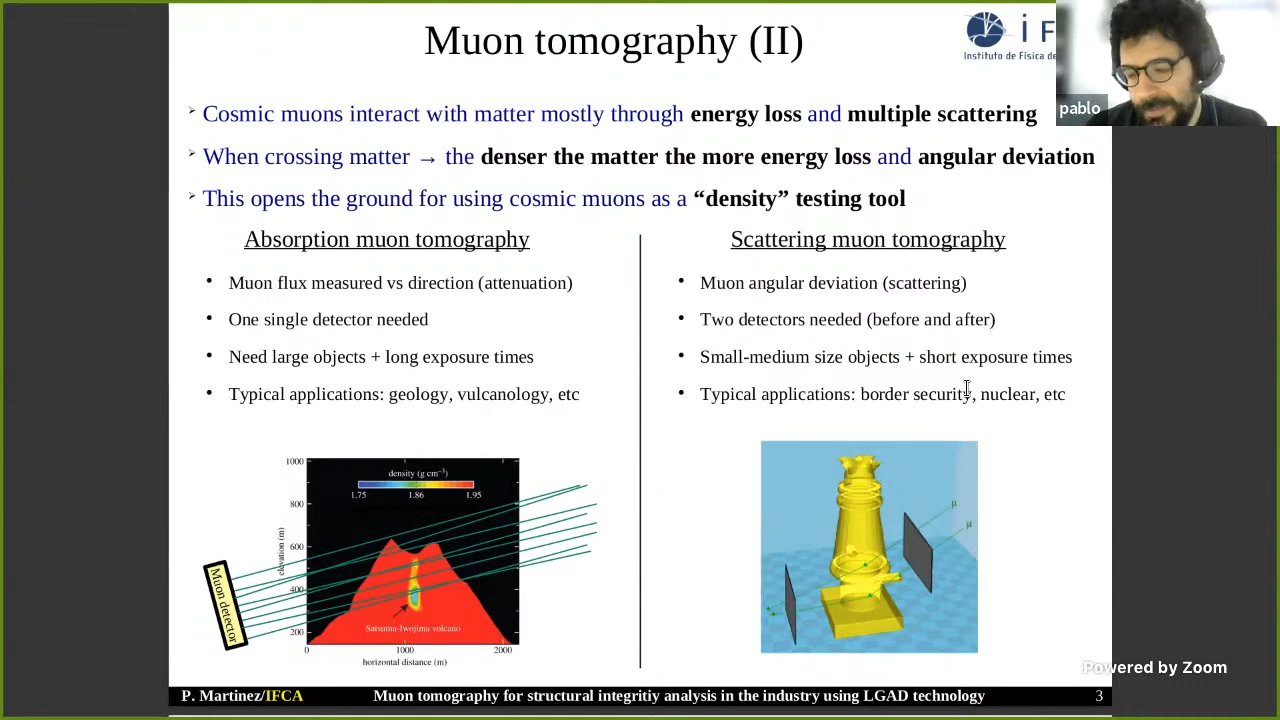 Muon tomography (II)
i F
Instituto de Física de
pablo
Cosmic muons interact with matter mostly through energy loss and multiple scattering
When crossing matter → the denser the matter the more energy loss and angular deviation
This opens the ground for using cosmic muons as a “density” testing tool
Absorption muon tomography
Muon flux measured vs direction (attenuation)
One single detector needed
Need large objects + long exposure times
Typical applications: geology, vulcanology, etc
Scattering muon tomography
Muon angular deviation (scattering)
Two detectors needed (before and after)
Small-medium size objects + short exposure times
Typical applications: border security, nuclear, etc
1000
800
600
400
200
elevation (m)
density (g cm⁻³)
1.75 1.86 1.95
Muon detector
Satsuma-Iwojima volcano
0 1000 2000
horizontal distance (m)
μ
μ
Powered by Zoom
P. Martinez/IFCA Muon tomography for structural integritiy analysis in the industry using LGAD technology 3